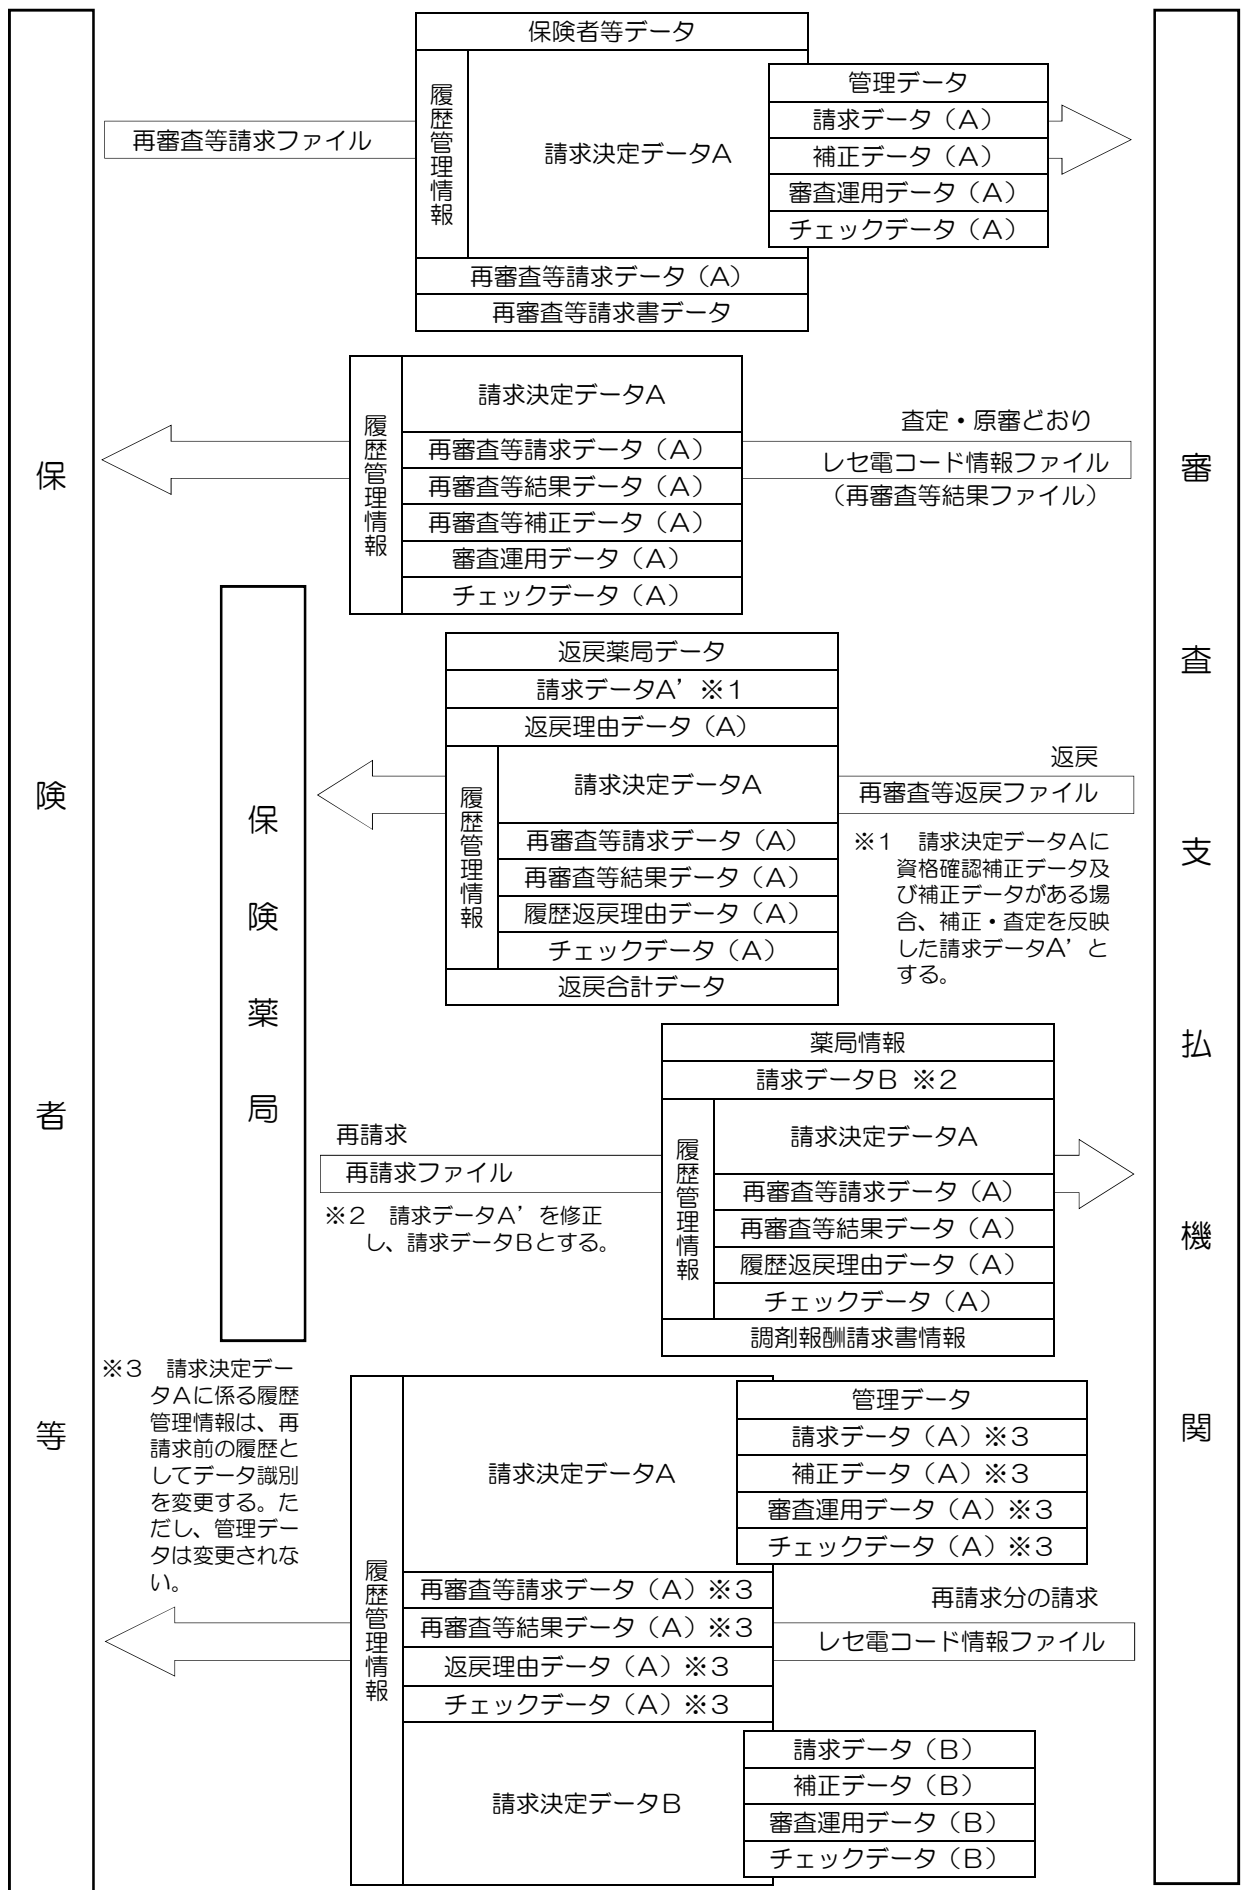 保険者等データ
履歴管理情報
請求決定データA
管理データ
請求データ（A）
補正データ（A）
審査運用データ（A）
チェックデータ（A）
再審査等請求ファイル
再審査等請求データ（A）
再審査等請求書データ
履歴管理情報
請求決定データA
再審査等請求データ（A）
再審査等結果データ（A）
再審査等補正データ（A）
審査運用データ（A）
チェックデータ（A）
査定・原審どおり
レセ電コード情報ファイル
（再審査等結果ファイル）
保険者等
審査支払機関
保険薬局
返戻薬局データ
請求データA’ ※1
返戻理由データ（A）
履歴管理情報
請求決定データA
再審査等請求データ（A）
再審査等結果データ（A）
履歴返戻理由データ（A）
チェックデータ（A）
返戻合計データ
返戻
再審査等返戻ファイル
※1　請求決定データAに
資格確認補正データ及
び補正データがある場
合、補正・査定を反映
した請求データA’ と
する。
薬局情報
請求データB ※2
履歴管理情報
請求決定データA
再審査等請求データ（A）
再審査等結果データ（A）
履歴返戻理由データ（A）
チェックデータ（A）
調剤報酬請求書情報
再請求
再請求ファイル
※2　請求データA’ を修正
し、請求データBとする。
※3　請求決定デー
タAに係る履歴
管理情報は、再
請求前の履歴と
してデータ識別
を変更する。た
だし、管理デー
タは変更されな
い。
履歴管理情報
請求決定データA
管理データ
請求データ（A）※3
補正データ（A）※3
審査運用データ（A）※3
チェックデータ（A）※3
再審査等請求データ（A）※3
再審査等結果データ（A）※3
返戻理由データ（A）※3
チェックデータ（A）※3
再請求分の請求
レセ電コード情報ファイル
請求決定データB
請求データ（B）
補正データ（B）
審査運用データ（B）
チェックデータ（B）